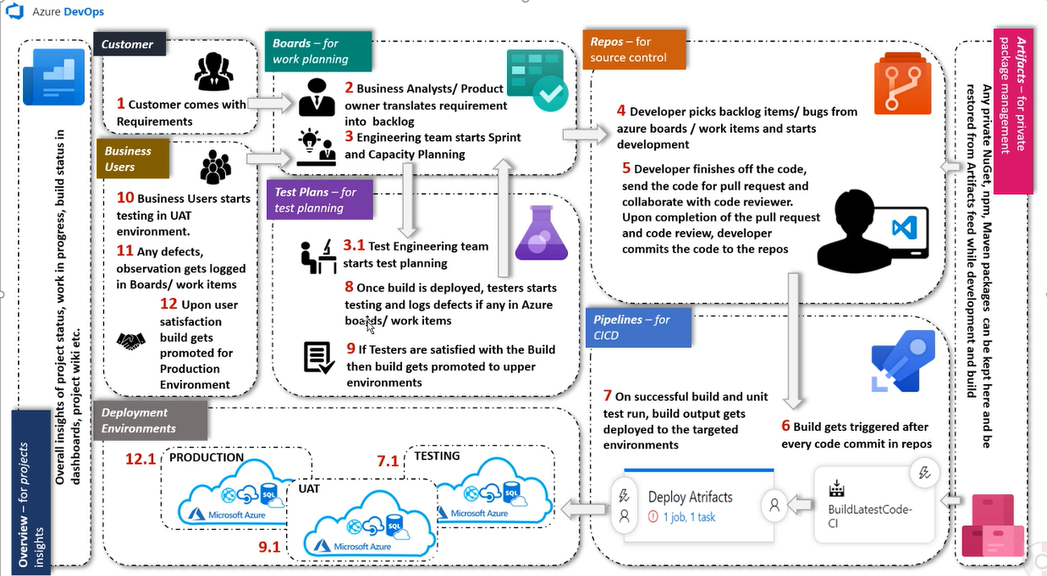 Azure DevOps
Customer
1 Customer comes with
Requirements
Business
Users
10 Business Users starts
testing in UAT
environment.
11 Any defects,
observation gets logged
in Boards/ work items
12 Upon user
satisfaction
build gets
promoted for
Production
Environment
Boards – for
work planning
2 Business Analysts/ Product
owner translates requirement
into backlog
3 Engineering team starts Sprint
and Capacity Planning
Test Plans – for
test planning
3.1 Test Engineering team
starts test planning
8 Once build is deployed, testers starts
testing and logs defects if any in Azure
boards/ work items
9 If Testers are satisfied with the Build
then build gets promoted to upper
environments
Repos – for
source control
4 Developer picks backlog items/ bugs from
azure boards / work items and starts
development
5 Developer finishes off the code,
send the code for pull request and
collaborate with code reviewer.
Upon completion of the pull request
and code review, developer
commits the code to the repos
Pipelines – for
CICD
7 On successful build and unit
test run, build output gets
deployed to the targeted
environments
6 Build gets triggered after
every code commit in repos
Deploy Atrifacts
1 job, 1 task
BuildLatestCode-
CI
Deployment
Environments
12.1 PRODUCTION
SQL
Microsoft Azure
UAT
SQL
Microsoft Azure
9.1
7.1 TESTING
SQL
Microsoft Azure
Overview – for projects
insights
Overall insights of project status, work in progress, build status in
dashboards, project wiki etc.
Artifacts – for private
package management
Any private NuGet, npm, Maven packages can be kept here and be
restored from Artifacts feed while development and build